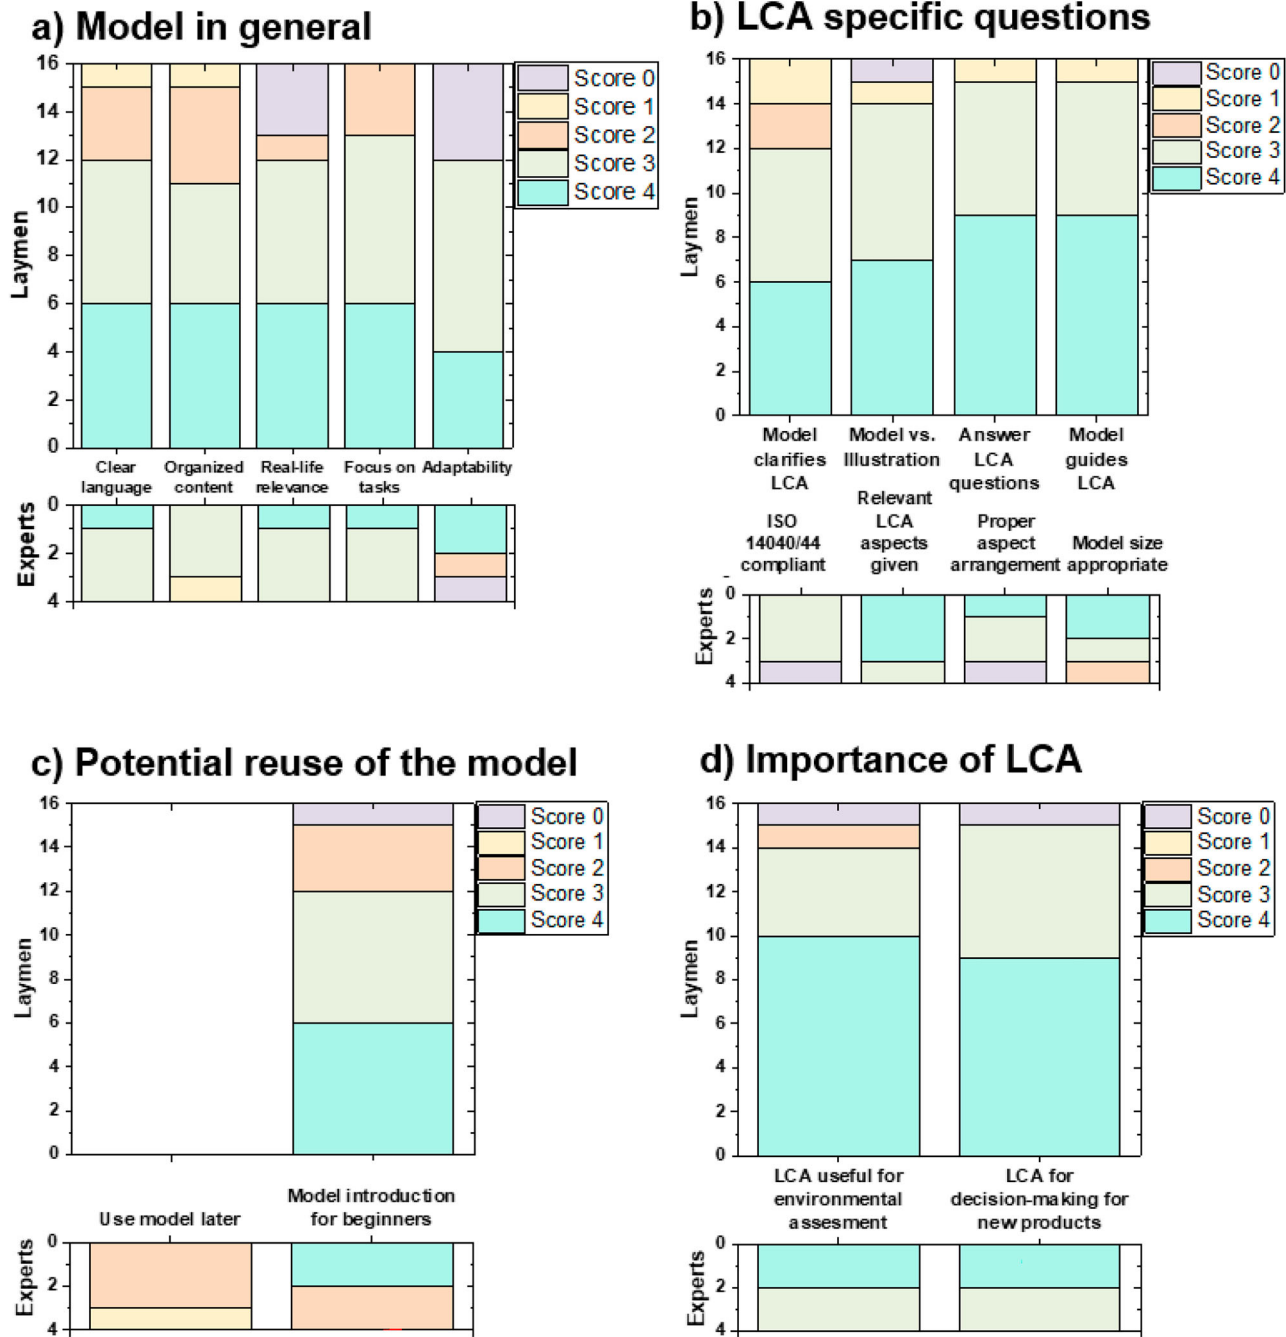 a) Model in general
16
14
12
10
8
6
4
2
0
Laymen
Score 0
Score 1
Score 2
Score 3
Score 4
Clear
language
Organized
content
Real-life
relevance
Focus on
tasks
Adaptability
0
2
4
Experts
b) LCA specific questions
16
14
12
10
8
6
4
2
0
Laymen
Score 0
Score 1
Score 2
Score 3
Score 4
Model
clarifies
LCA
Model vs.
Illustration
Answer
LCA
questions
Model
guides
LCA
ISO
14040/44
compliant
Relevant
LCA
aspects
given
Proper
aspect
arrangement
Model size
appropriate
0
2
4
Experts
c) Potential reuse of the model
16
14
12
10
8
6
4
2
0
Laymen
Score 0
Score 1
Score 2
Score 3
Score 4
Use model later
Model introduction
for beginners
0
2
4
Experts
d) Importance of LCA
16
14
12
10
8
6
4
2
0
Laymen
Score 0
Score 1
Score 2
Score 3
Score 4
LCA useful for
environmental
assesment
LCA for
decision-making for
new products
0
2
4
Experts